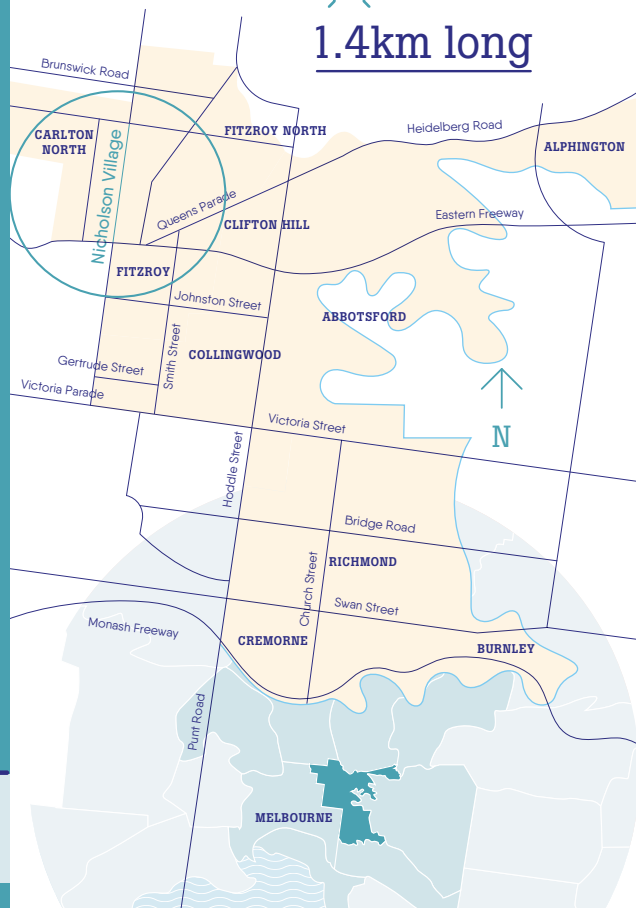 1.4km long
Brunswick Road
CARLTON
NORTH
FITZROY NORTH
Heidelberg Road
ALPHINGTON
Nicholson Village
Queens Parade
CLIFTON HILL
Eastern Freeway
FITZROY
Johnston Street
ABBOTSFORD
Smith Street
COLLINGWOOD
Gertrude Street
Victoria Parade
Victoria Street
N
Hoddle Street
Bridge Road
Church Street
RICHMOND
Swan Street
Monash Freeway
CREMORNE
BURNLEY
Punt Road
MELBOURNE